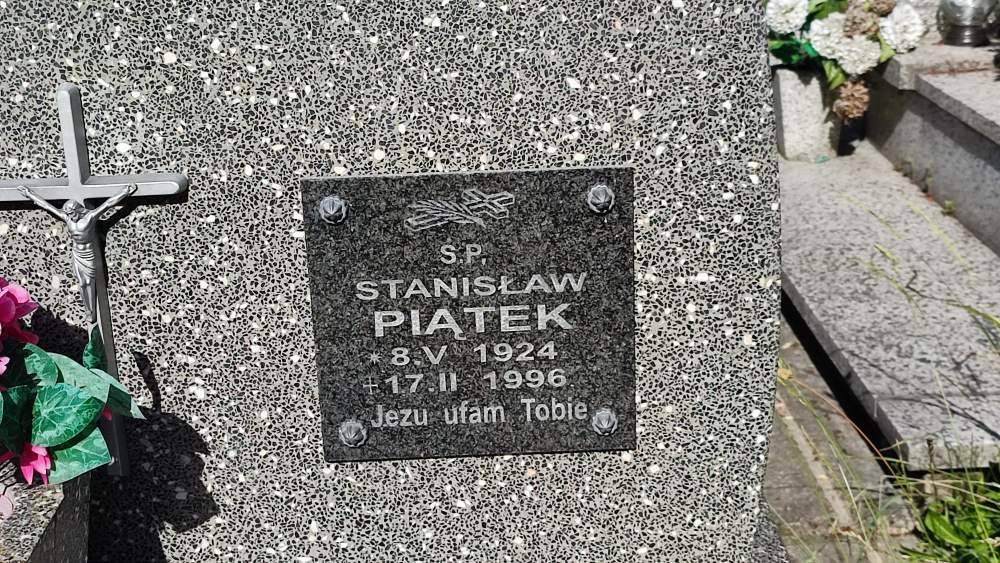 Ś.P.
STANISŁAW
PIĄTEK
* 8.V 1924
+ 17.II 1996
Jezu ufam Tobie